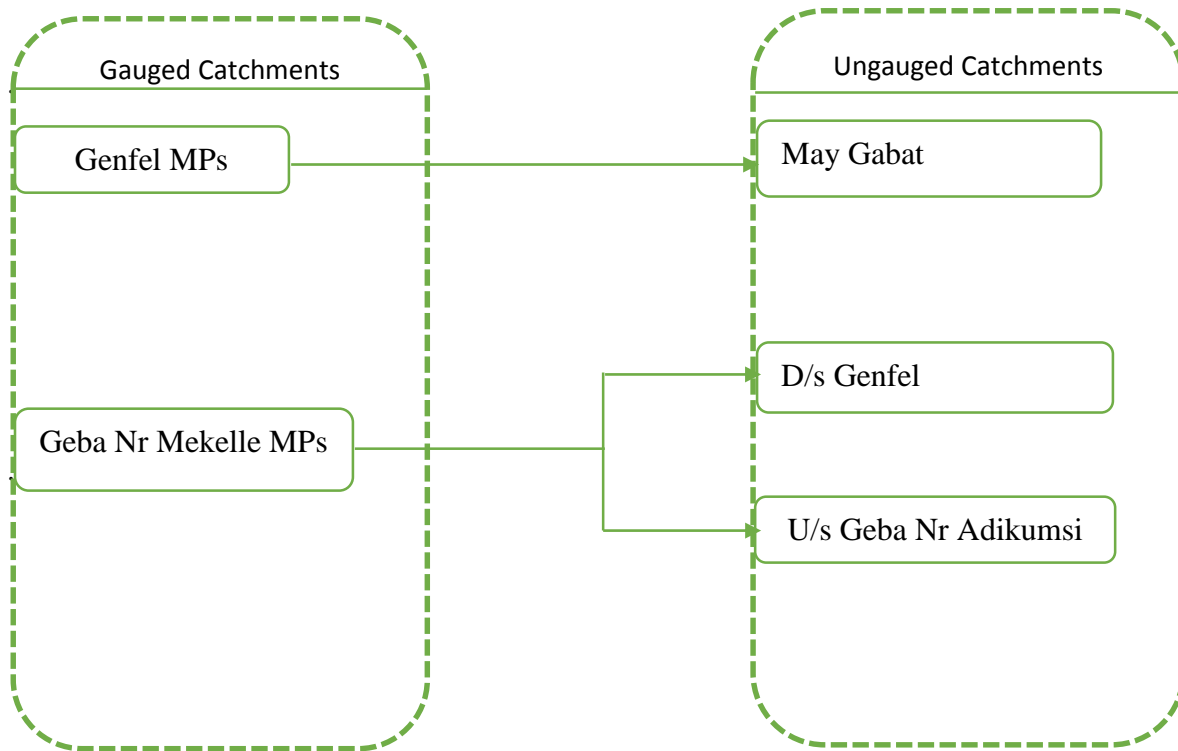 Gauged Catchments
Ungauged Catchments
Genfel MPs
May Gabat
D/s Genfel
Geba Nr Mekelle MPs
U/s Geba Nr Adikumsi